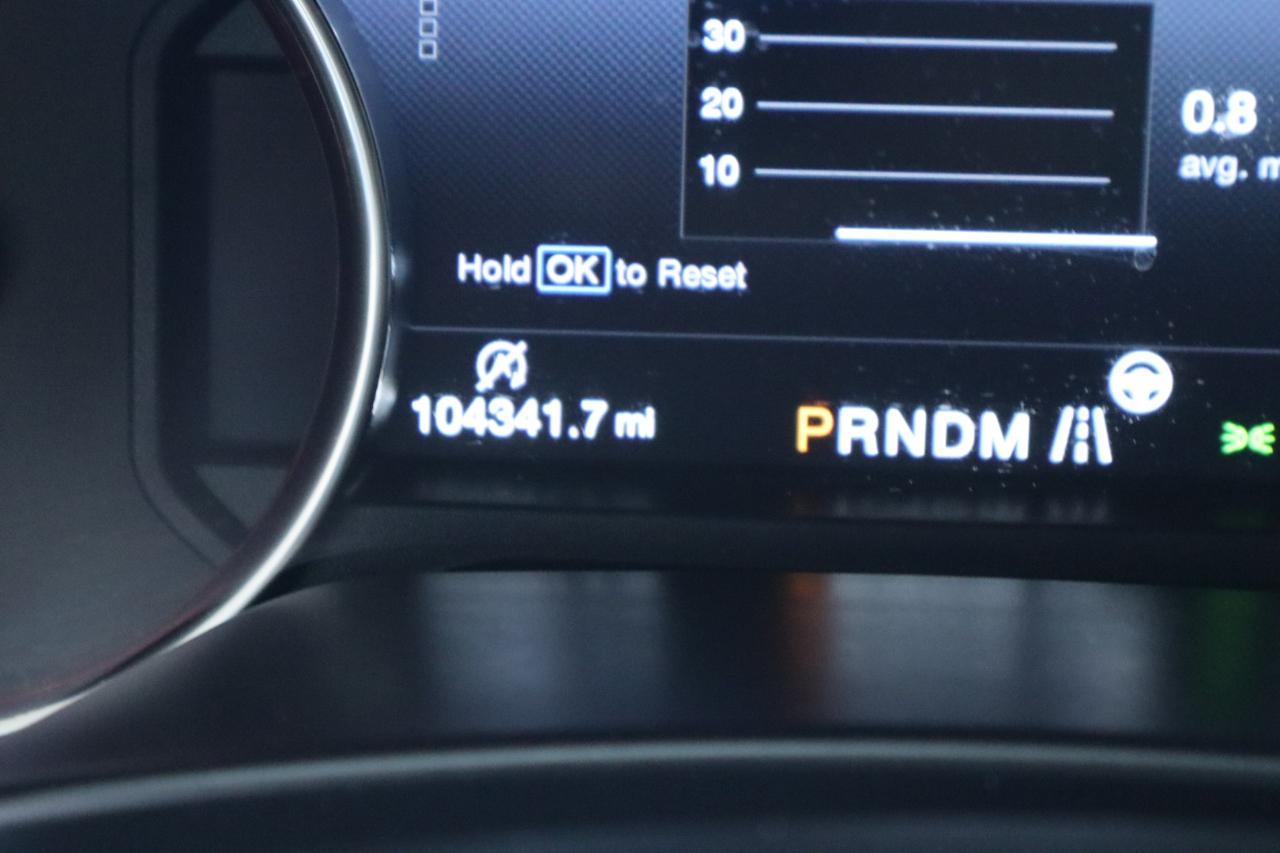 30
20
10
0.8
avg.
Hold OK to Reset
104341.7 mi
PRNDM